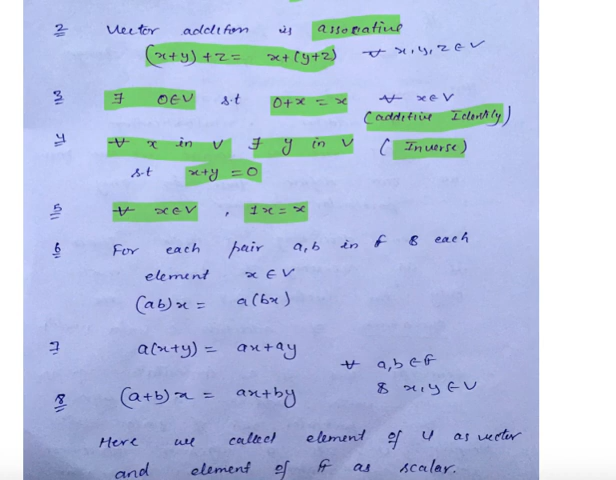 2 Vector addition is associative
(x+y)+z = x+(y+z) ∀ x,y,z ∈ V
3 ∃ 0∈V s.t 0+x = x ∀ x∈V
(additive Identity)
4 ∀ x in V ∃ y in V (Inverse)
s.t x+y = 0
5 ∀ x∈V , 1x = x
6 For each pair a,b in F & each
element x ∈ V
(ab)x = a(bx)
7 a(x+y) = ax+ay
∀ a,b ∈ F
8 (a+b)x = ax+by & x,y ∈ V
Here we called element of V as vector
and element of F as scalar.